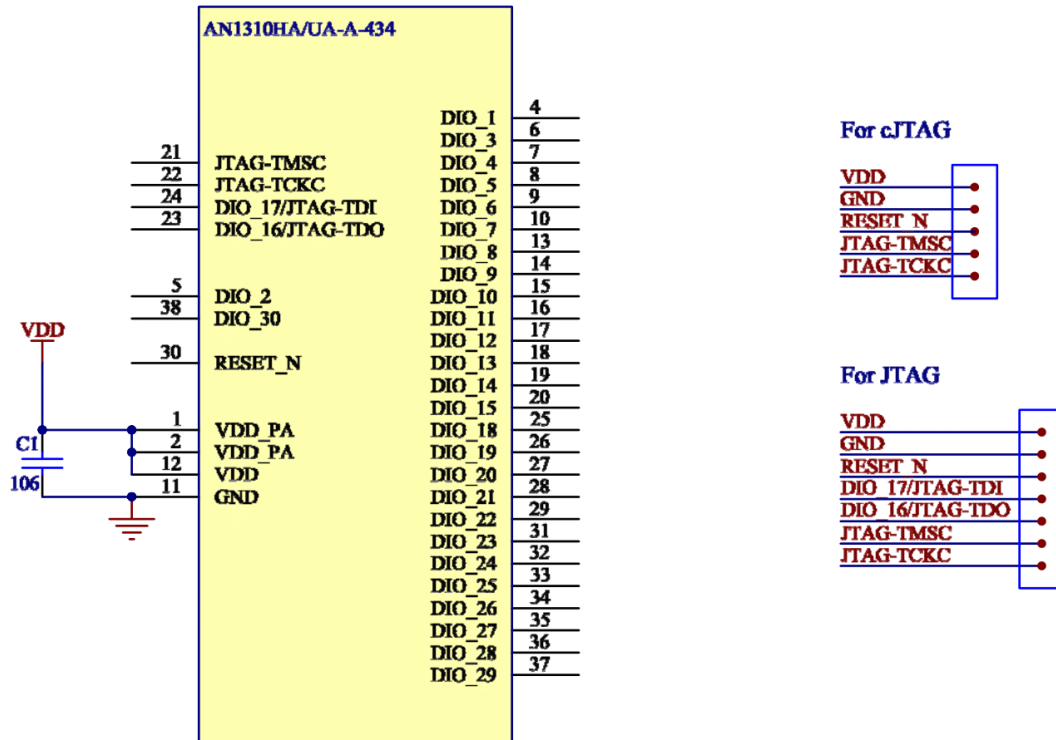 AN1310HA/UA-A-434
21 JTAG-TMSC
22 JTAG-TCKC
24 DIO_17/JTAG-TDI
23 DIO_16/JTAG-TDO
5 DIO_2
38 DIO_30
30 RESET_N
1 VDD_PA
2 VDD_PA
12 VDD
11 GND
VDD
C1
106
DIO_1 4
DIO_3 6
DIO_4 7
DIO_5 8
DIO_6 9
DIO_7 10
DIO_8 13
DIO_9 14
DIO_10 15
DIO_11 16
DIO_12 17
DIO_13 18
DIO_14 19
DIO_15 20
DIO_18 25
DIO_19 26
DIO_20 27
DIO_21 28
DIO_22 29
DIO_23 31
DIO_24 32
DIO_25 33
DIO_26 34
DIO_27 35
DIO_28 36
DIO_29 37
For cJTAG
VDD
GND
RESET_N
JTAG-TMSC
JTAG-TCKC
For JTAG
VDD
GND
RESET_N
DIO_17/JTAG-TDI
DIO_16/JTAG-TDO
JTAG-TMSC
JTAG-TCKC